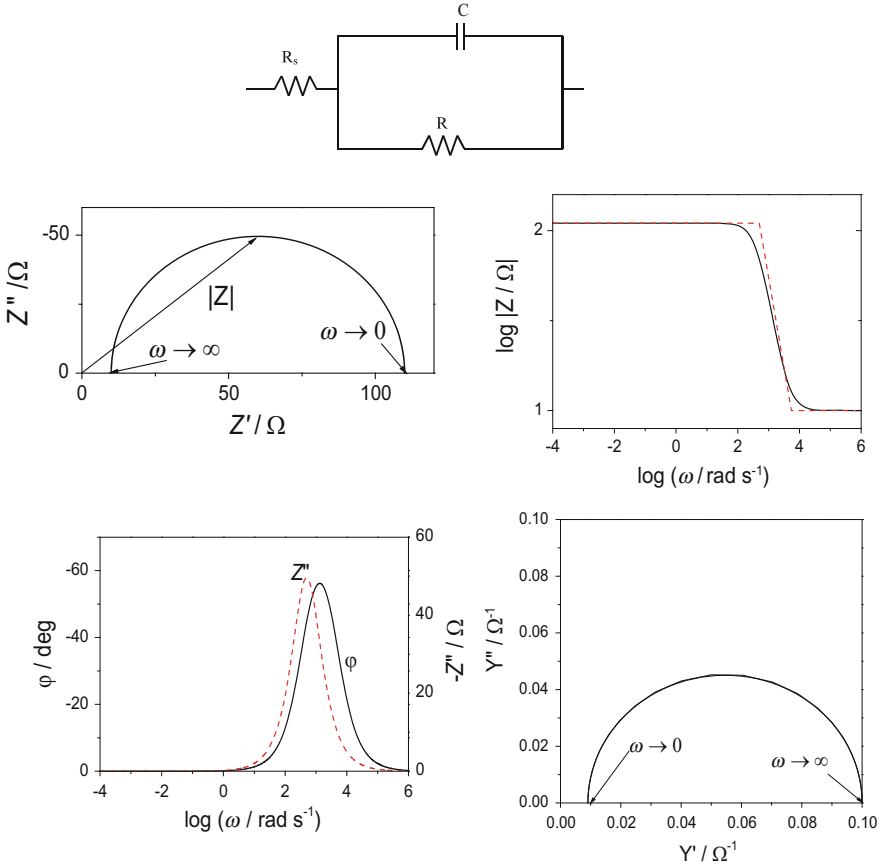 C
R_s
R
-50
0
Z''/Ω
|Z|
ω → 0
ω → ∞
0 50 100
Z'/ Ω
2
1
log |Z / Ω|
-4 -2 0 2 4 6
log (ω/ rad s⁻¹)
-60
-40
-20
0
φ / deg
60
40
20
0
-Z'' / Ω
Z''
φ
-4 -2 0 2 4 6
log (ω/ rad s⁻¹)
0.10
0.08
0.06
0.04
0.02
0.00
Y'' / Ω⁻¹
ω → 0
ω → ∞
0.00 0.02 0.04 0.06 0.08 0.10
Y' / Ω⁻¹